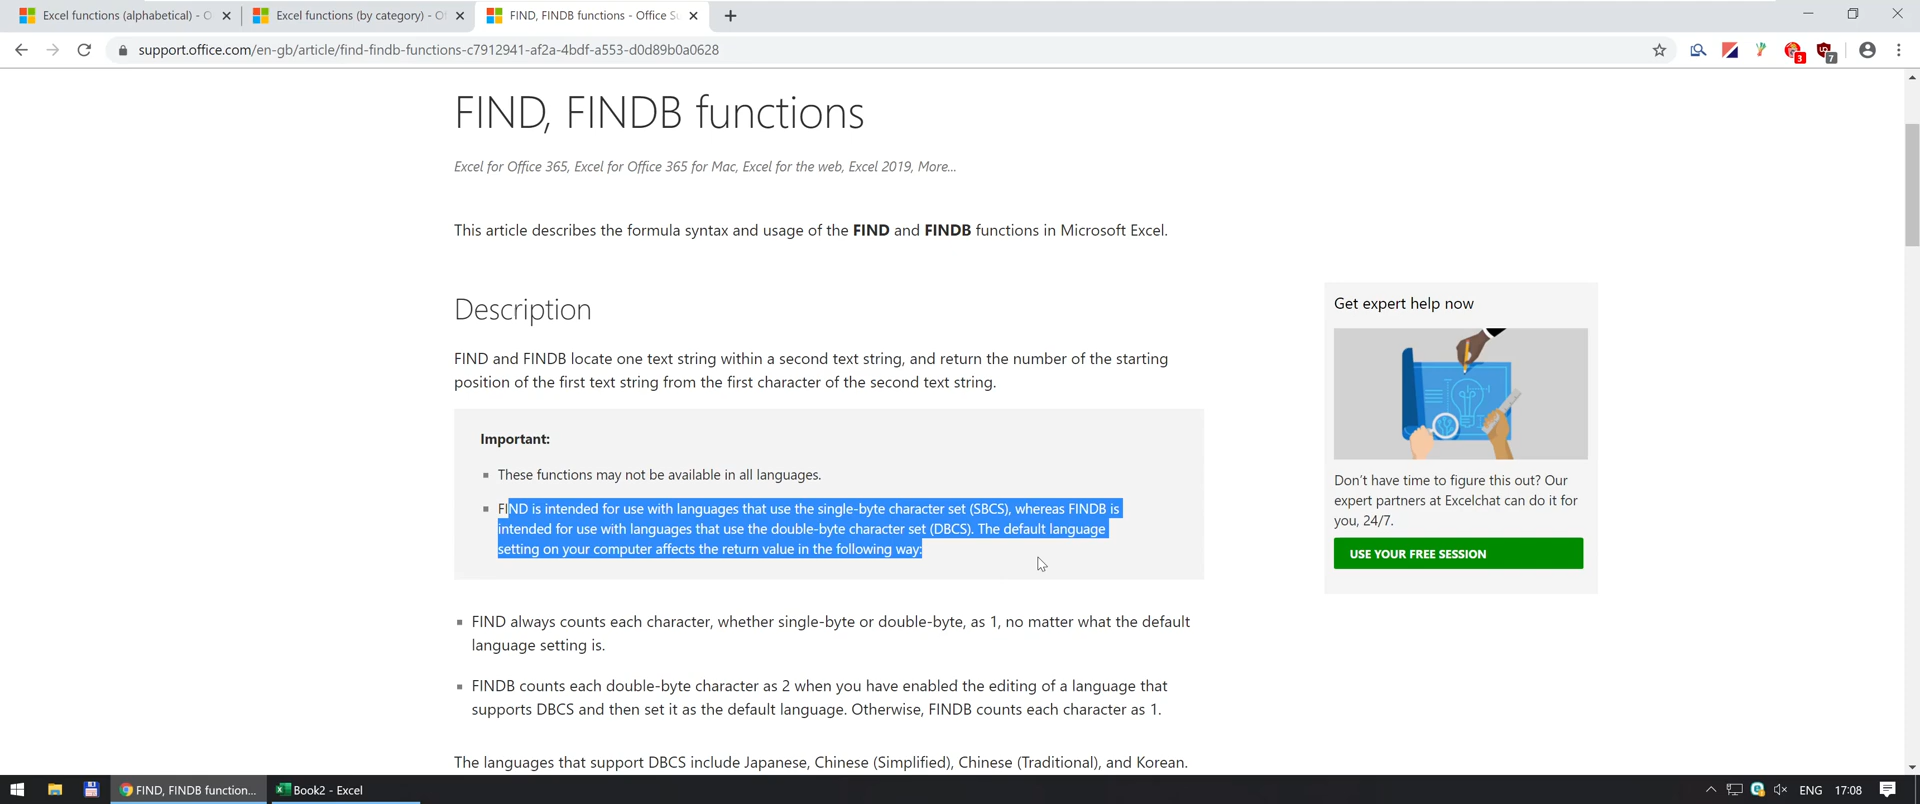 Excel functions (alphabetical) - O
Excel functions (by category) - Of
FIND, FINDB functions - Office Su
support.office.com/en-gb/article/find-findb-functions-c7912941-af2a-4bdf-a553-d0d89b0a0628
3
7
FIND, FINDB functions
Excel for Office 365, Excel for Office 365 for Mac, Excel for the web, Excel 2019, More...
This article describes the formula syntax and usage of the FIND and FINDB functions in Microsoft Excel.
Description
FIND and FINDB locate one text string within a second text string, and return the number of the starting
position of the first text string from the first character of the second text string.
Important:
These functions may not be available in all languages.
FIND is intended for use with languages that use the single-byte character set (SBCS), whereas FINDB is
intended for use with languages that use the double-byte character set (DBCS). The default language
setting on your computer affects the return value in the following way:
FIND always counts each character, whether single-byte or double-byte, as 1, no matter what the default
language setting is.
FINDB counts each double-byte character as 2 when you have enabled the editing of a language that
supports DBCS and then set it as the default language. Otherwise, FINDB counts each character as 1.
The languages that support DBCS include Japanese, Chinese (Simplified), Chinese (Traditional), and Korean.
Get expert help now
Don't have time to figure this out? Our
expert partners at Excelchat can do it for
you, 24/7.
USE YOUR FREE SESSION
FIND, FINDB function...
Book2 - Excel
ENG
17:08